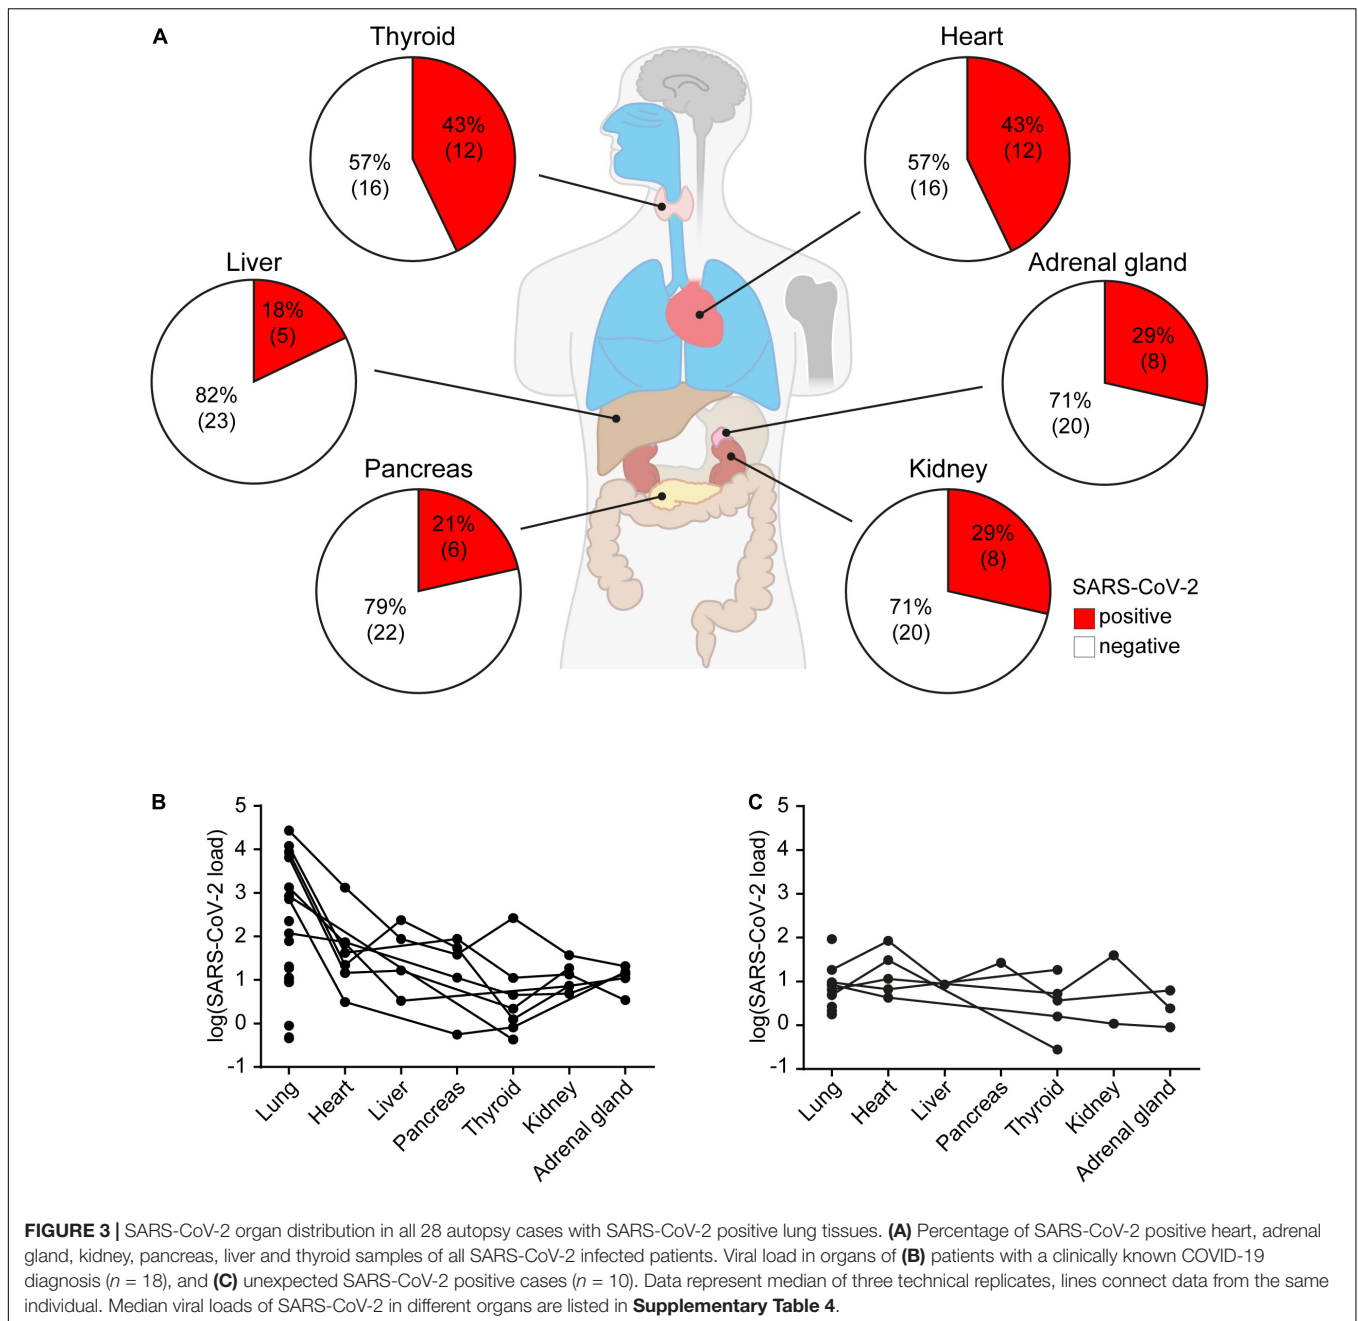 A
Thyroid
Heart
43%
(12)
57%
(16)
43%
(12)
57%
(16)
Liver
Adrenal gland
18%
(5)
82%
(23)
29%
(8)
71%
(20)
Pancreas
Kidney
21%
(6)
79%
(22)
29%
(8)
71%
(20)
SARS-CoV-2
positive
negative
B
log(SARS-CoV-2 load)
5
4
3
2
1
0
-1
Lung
Heart
Liver
Pancreas
Thyroid
Kidney
Adrenal gland
C
log(SARS-CoV-2 load)
5
4
3
2
1
0
-1
Lung
Heart
Liver
Pancreas
Thyroid
Kidney
Adrenal gland
FIGURE 3 | SARS-CoV-2 organ distribution in all 28 autopsy cases with SARS-CoV-2 positive lung tissues. (A) Percentage of SARS-CoV-2 positive heart, adrenal
gland, kidney, pancreas, liver and thyroid samples of all SARS-CoV-2 infected patients. Viral load in organs of (B) patients with a clinically known COVID-19
diagnosis (n = 18), and (C) unexpected SARS-CoV-2 positive cases (n = 10). Data represent median of three technical replicates, lines connect data from the same
individual. Median viral loads of SARS-CoV-2 in different organs are listed in Supplementary Table 4.